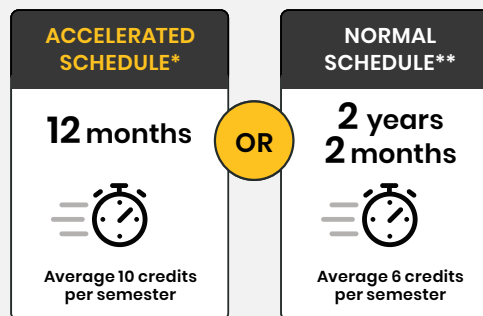 ACCELERATED
SCHEDULE*
12 months
Average 10 credits
per semester
OR
NORMAL
SCHEDULE**
2 years
2 months
Average 6 credits
per semester